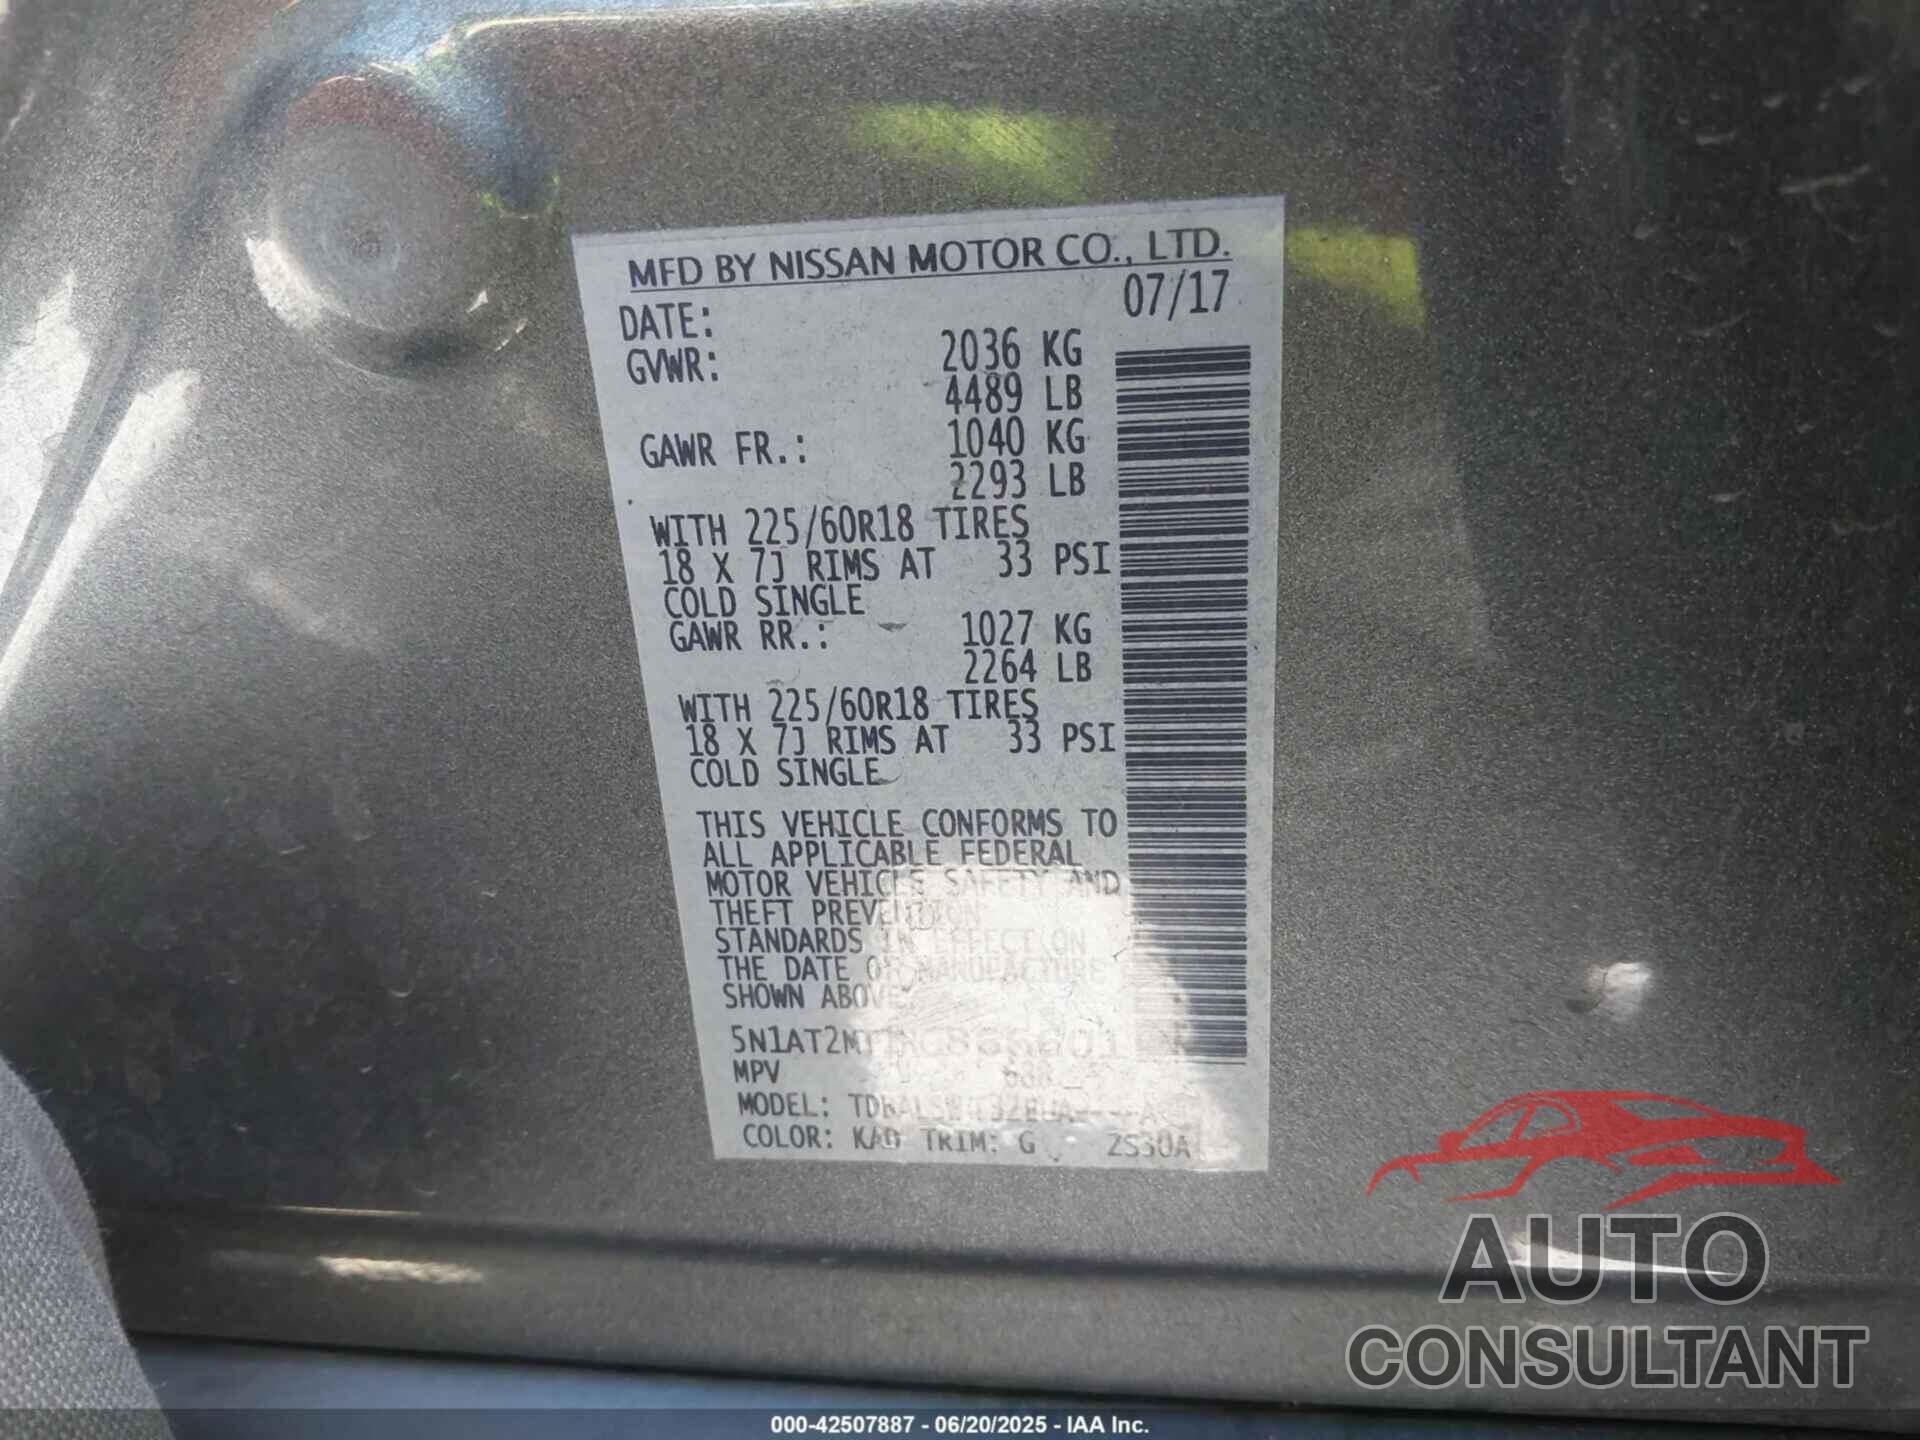 MFD BY NISSAN MOTOR CO., LTD.
DATE: 07/17
GVWR: 2036 KG
4489 LB
GAWR FR.: 1040 KG
2293 LB
WITH 225/60R18 TIRES
18 X 7J RIMS AT 33 PSI
COLD SINGLE
GAWR RR.: 1027 KG
2264 LB
WITH 225/60R18 TIRES
18 X 7J RIMS AT 33 PSI
COLD SINGLE
THIS VEHICLE CONFORMS TO
ALL APPLICABLE FEDERAL
MOTOR VEHICLE SAFETY AND
THEFT PREVENTION
STANDARDS IN EFFECT ON
THE DATE OF MANUFACTURE
SHOWN ABOVE.
MPV
MODEL:
COLOR: KAD TRIM: G ZS30A
AUTO
CONSULTANT
000-42507887 - 06/20/2025 - IAA Inc.